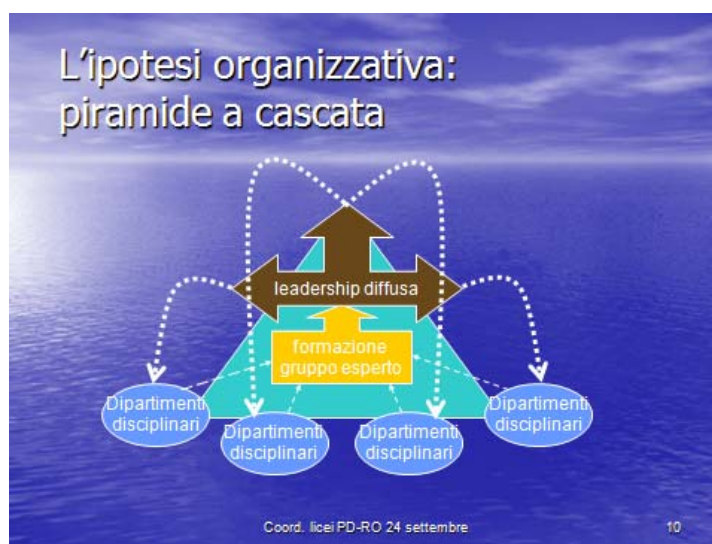 L'ipotesi organizzativa:
piramide a cascata
leadership diffusa
formazione
gruppo esperto
Dipartimenti
disciplinari
Dipartimenti
disciplinari
Dipartimenti
disciplinari
Dipartimenti
disciplinari
Coord. licei PD-RO 24 settembre
10